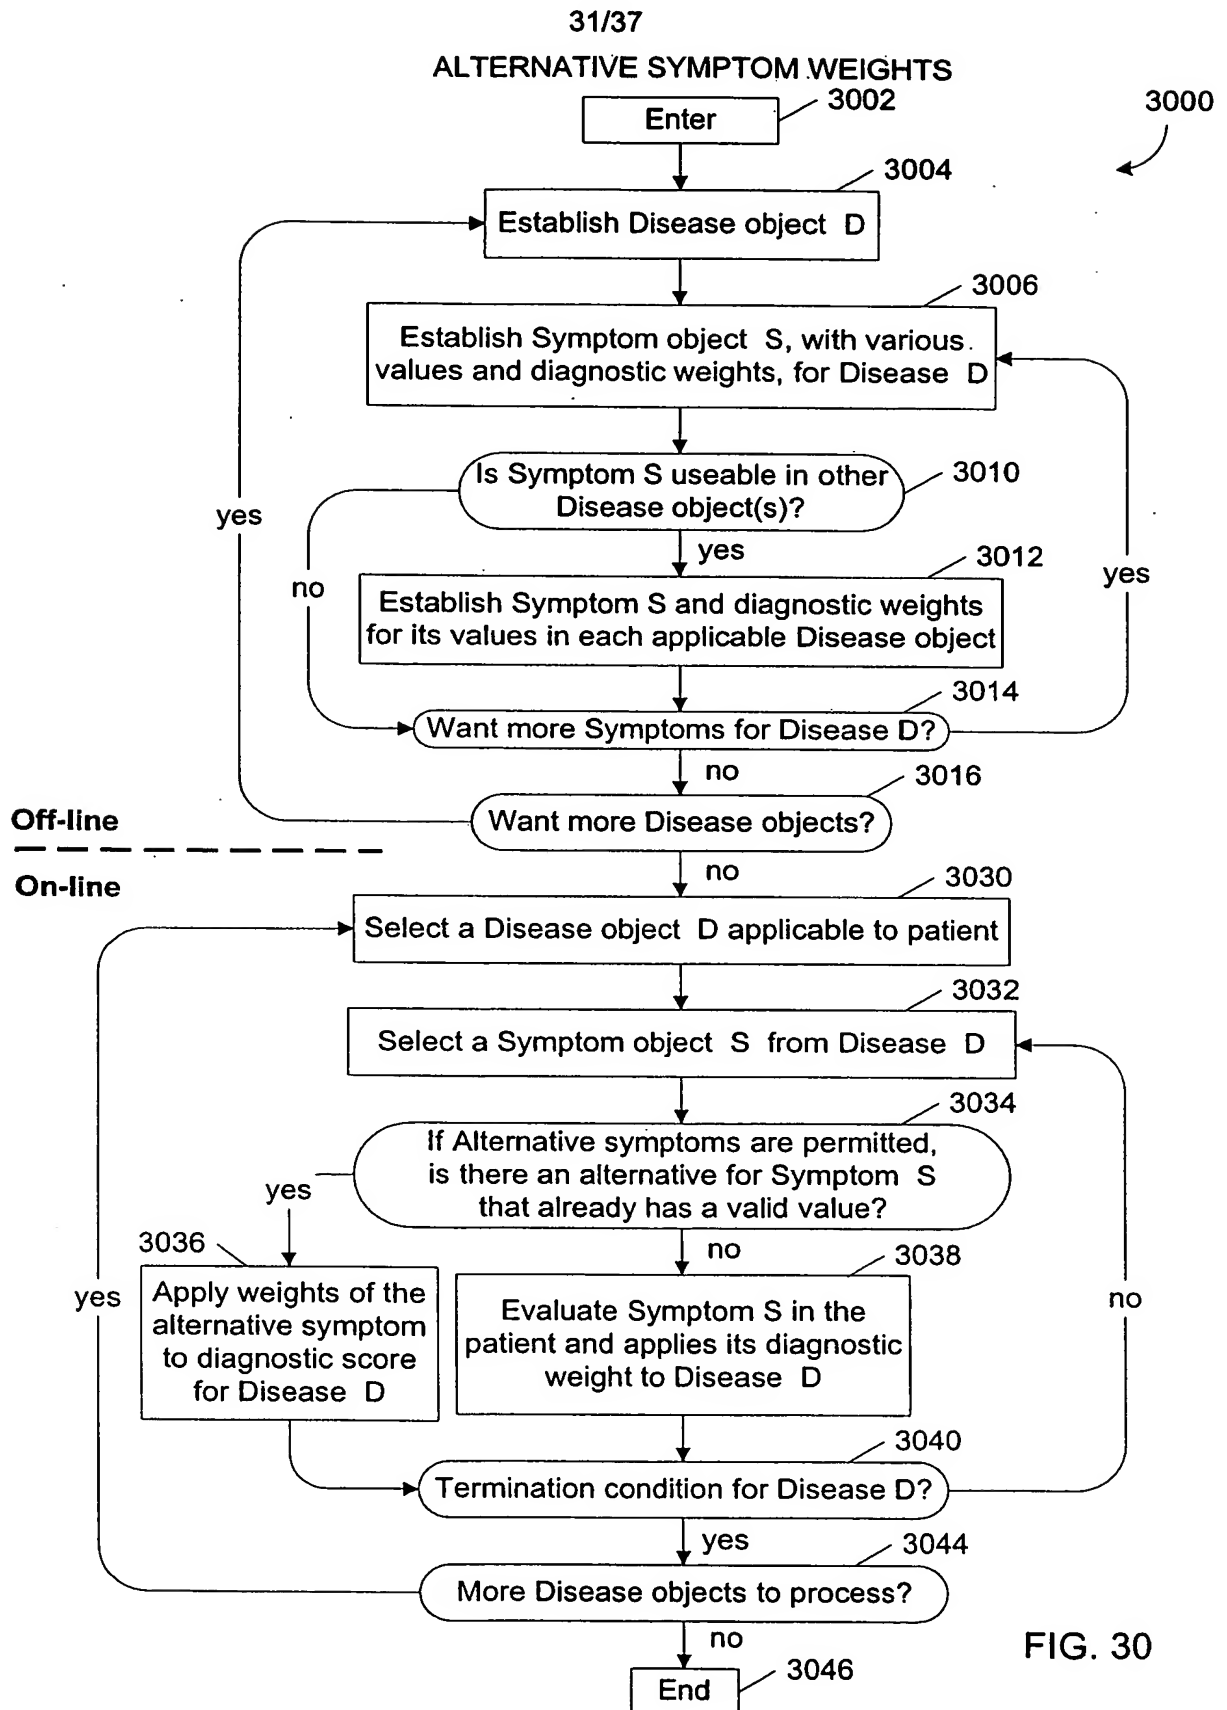 31/37
ALTERNATIVE SYMPTOM WEIGHTS
Enter
3002
3000
3004
Establish Disease object D
3006
Establish Symptom object S, with various
values and diagnostic weights, for Disease D
Is Symptom S useable in other
Disease object(s)?
3010
yes
no
yes
3012
yes
Establish Symptom S and diagnostic weights
for its values in each applicable Disease object
3014
Want more Symptoms for Disease D?
no
3016
Want more Disease objects?
Off-line
On-line
no
3030
Select a Disease object D applicable to patient
3032
Select a Symptom object S from Disease D
3034
If Alternative symptoms are permitted,
is there an alternative for Symptom S
that already has a valid value?
yes
no
3036
3038
Apply weights of the
alternative symptom
to diagnostic score
for Disease D
Evaluate Symptom S in the
patient and applies its diagnostic
weight to Disease D
yes
no
3040
Termination condition for Disease D?
yes
3044
More Disease objects to process?
no
3046
End
FIG. 30